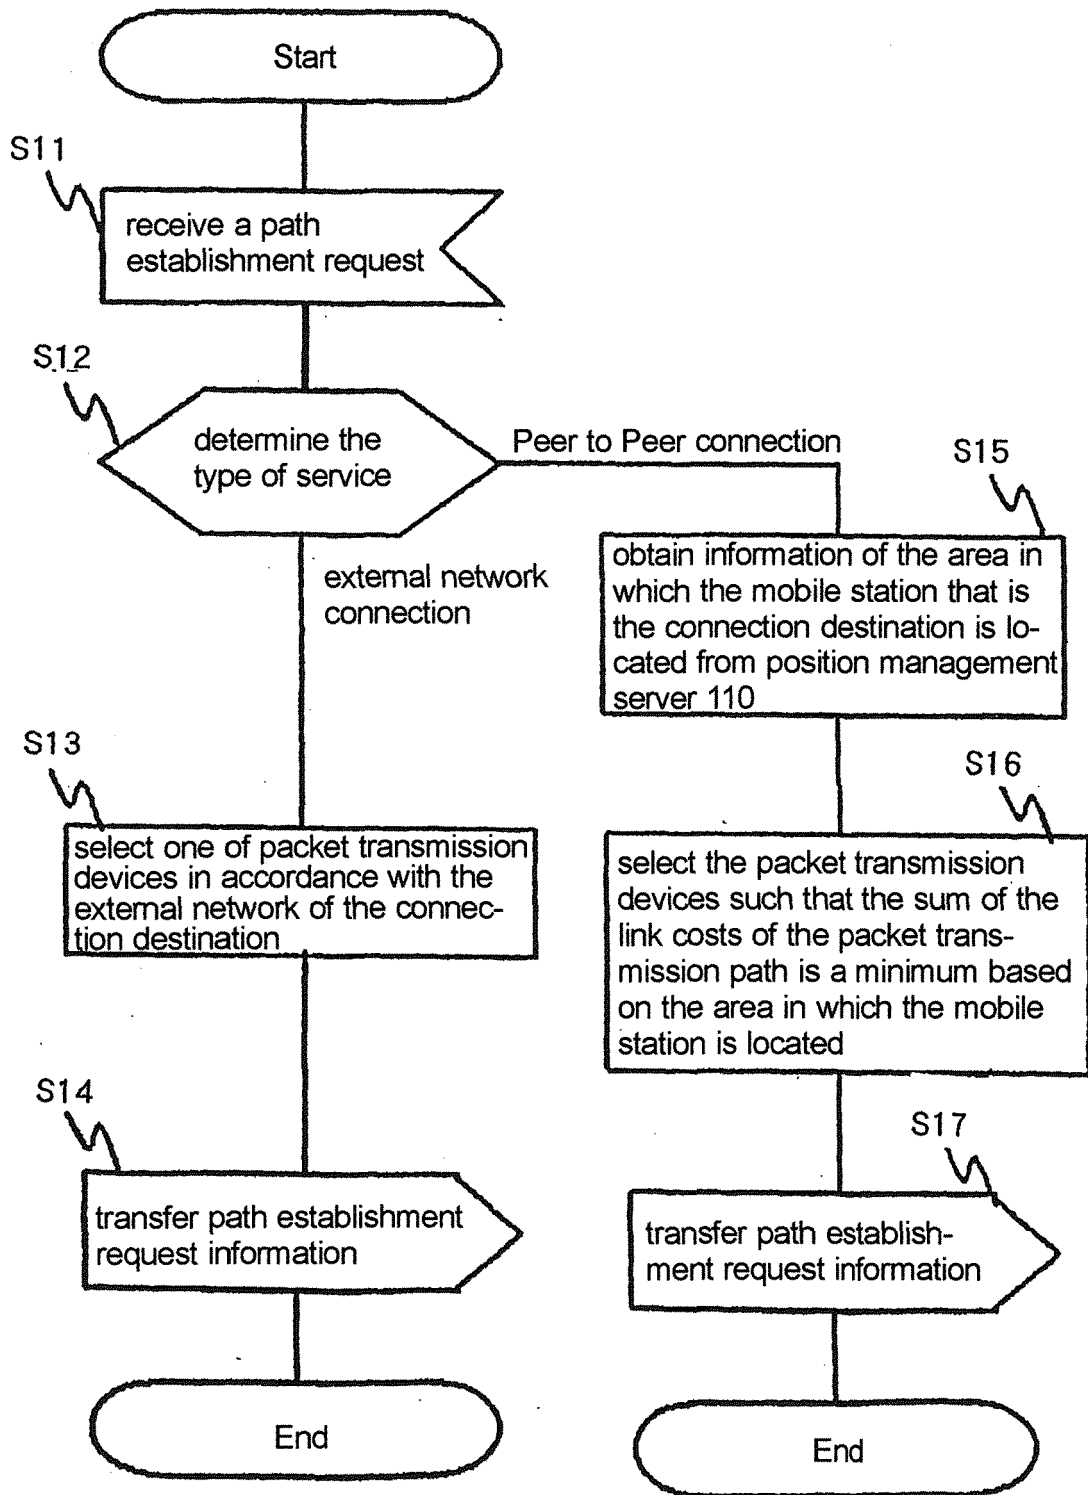 Start
S11
receive a path
establishment request
S12
determine the
type of service
Peer to Peer connection
external network
connection
S15
obtain information of the area in
which the mobile station that is
the connection destination is lo-
cated from position management
server 110
S13
select one of packet transmission
devices in accordance with the
external network of the connec-
tion destination
S16
select the packet transmission
devices such that the sum of the
link costs of the packet trans-
mission path is a minimum based
on the area in which the mobile
station is located
S14
transfer path establishment
request information
S17
transfer path establish-
ment request information
End
End